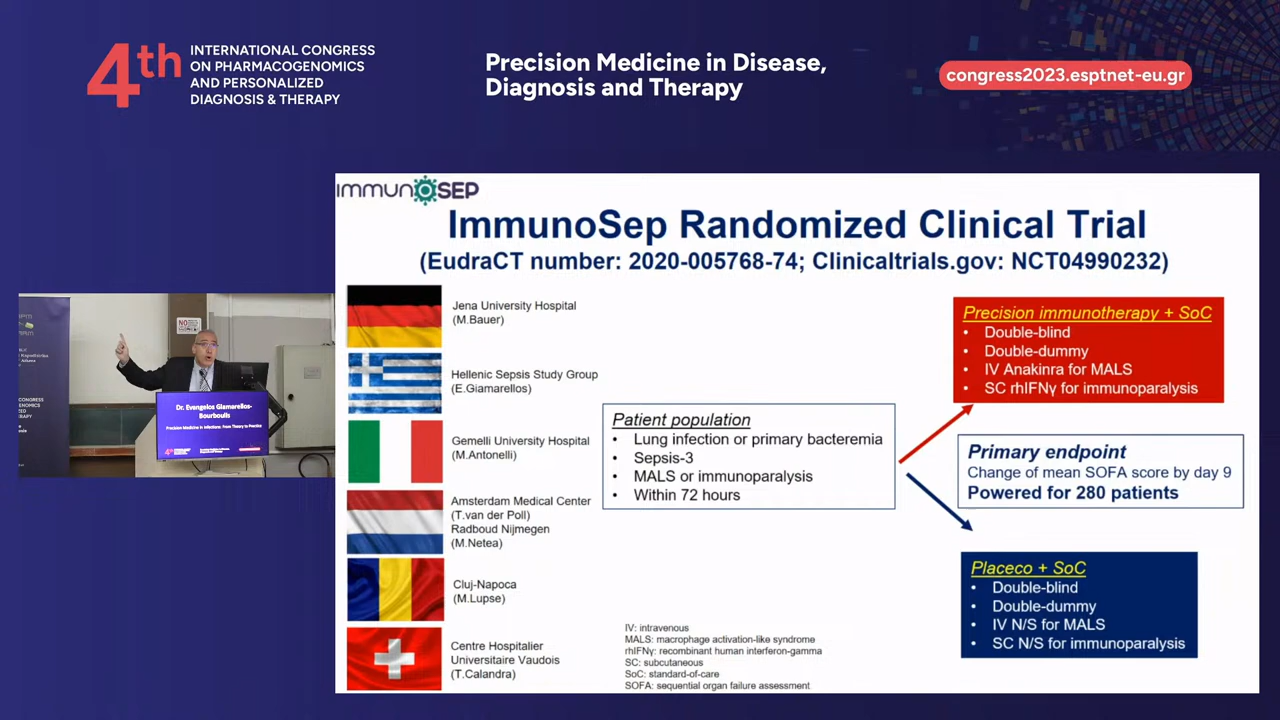 4th
INTERNATIONAL CONGRESS
ON PHARMACOGENOMICS
AND PERSONALIZED
DIAGNOSIS & THERAPY
Precision Medicine in Disease,
Diagnosis and Therapy
congress2023.esptnet-eu.gr
immunOSEP
ImmunoSep Randomized Clinical Trial
(EudraCT number: 2020-005768-74; Clinicaltrials.gov: NCT04990232)
Jena University Hospital
(M.Bauer)
Hellenic Sepsis Study Group
(E.Giamarellos)
Gemelli University Hospital
(M.Antonelli)
Amsterdam Medical Center
(T.van der Poll)
Radboud Nijmegen
(M.Netea)
Cluj-Napoca
(M.Lupse)
Centre Hospitalier
Universitaire Vaudois
(T.Calandra)
Patient population
• Lung infection or primary bacteremia
• Sepsis-3
• MALS or immunoparalysis
• Within 72 hours
IV: intravenous
MALS: macrophage activation-like syndrome
rhIFNγ: recombinant human interferon-gamma
SC: subcutaneous
SoC: standard-of-care
SOFA: sequential organ failure assessment
Precision immunotherapy + SoC
• Double-blind
• Double-dummy
• IV Anakinra for MALS
• SC rhIFNγ for immunoparalysis
Primary endpoint
Change of mean SOFA score by day 9
Powered for 280 patients
Placeco + SoC
• Double-blind
• Double-dummy
• IV N/S for MALS
• SC N/S for immunoparalysis
NO
Dr. Evangelos Giamarellos-
Bourboulis
Precision Medicine in Infections: From Theory to Practice